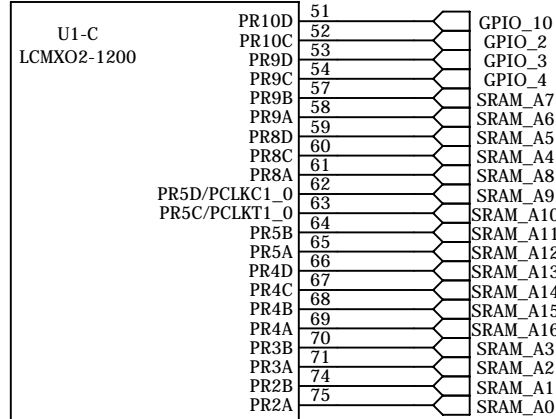 U1-C
LCMXO2-1200
PR10D 51 GPIO_10
PR10C 52 GPIO_2
PR9D 53 GPIO_3
PR9C 54 GPIO_4
PR9B 57 SRAM_A7
PR9A 58 SRAM_A6
PR8D 59 SRAM_A5
PR8C 60 SRAM_A4
PR8A 61 SRAM_A8
PR5D/PCLKC1_0 62 SRAM_A9
PR5C/PCLKT1_0 63 SRAM_A10
PR5B 64 SRAM_A11
PR5A 65 SRAM_A12
PR4D 66 SRAM_A13
PR4C 67 SRAM_A14
PR4B 68 SRAM_A15
PR4A 69 SRAM_A16
PR3B 70 SRAM_A3
PR3A 71 SRAM_A2
PR2B 74 SRAM_A1
PR2A 75 SRAM_A0